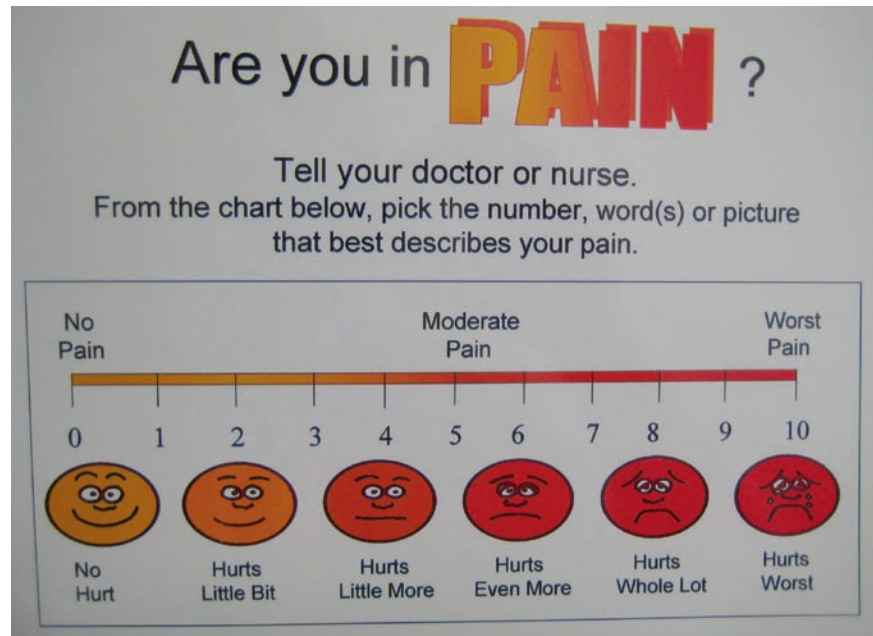 Are you in PAIN ?
Tell your doctor or nurse.
From the chart below, pick the number, word(s) or picture
that best describes your pain.
No Pain
Moderate Pain
Worst Pain
0 1 2 3 4 5 6 7 8 9 10
No Hurt
Hurts Little Bit
Hurts Little More
Hurts Even More
Hurts Whole Lot
Hurts Worst